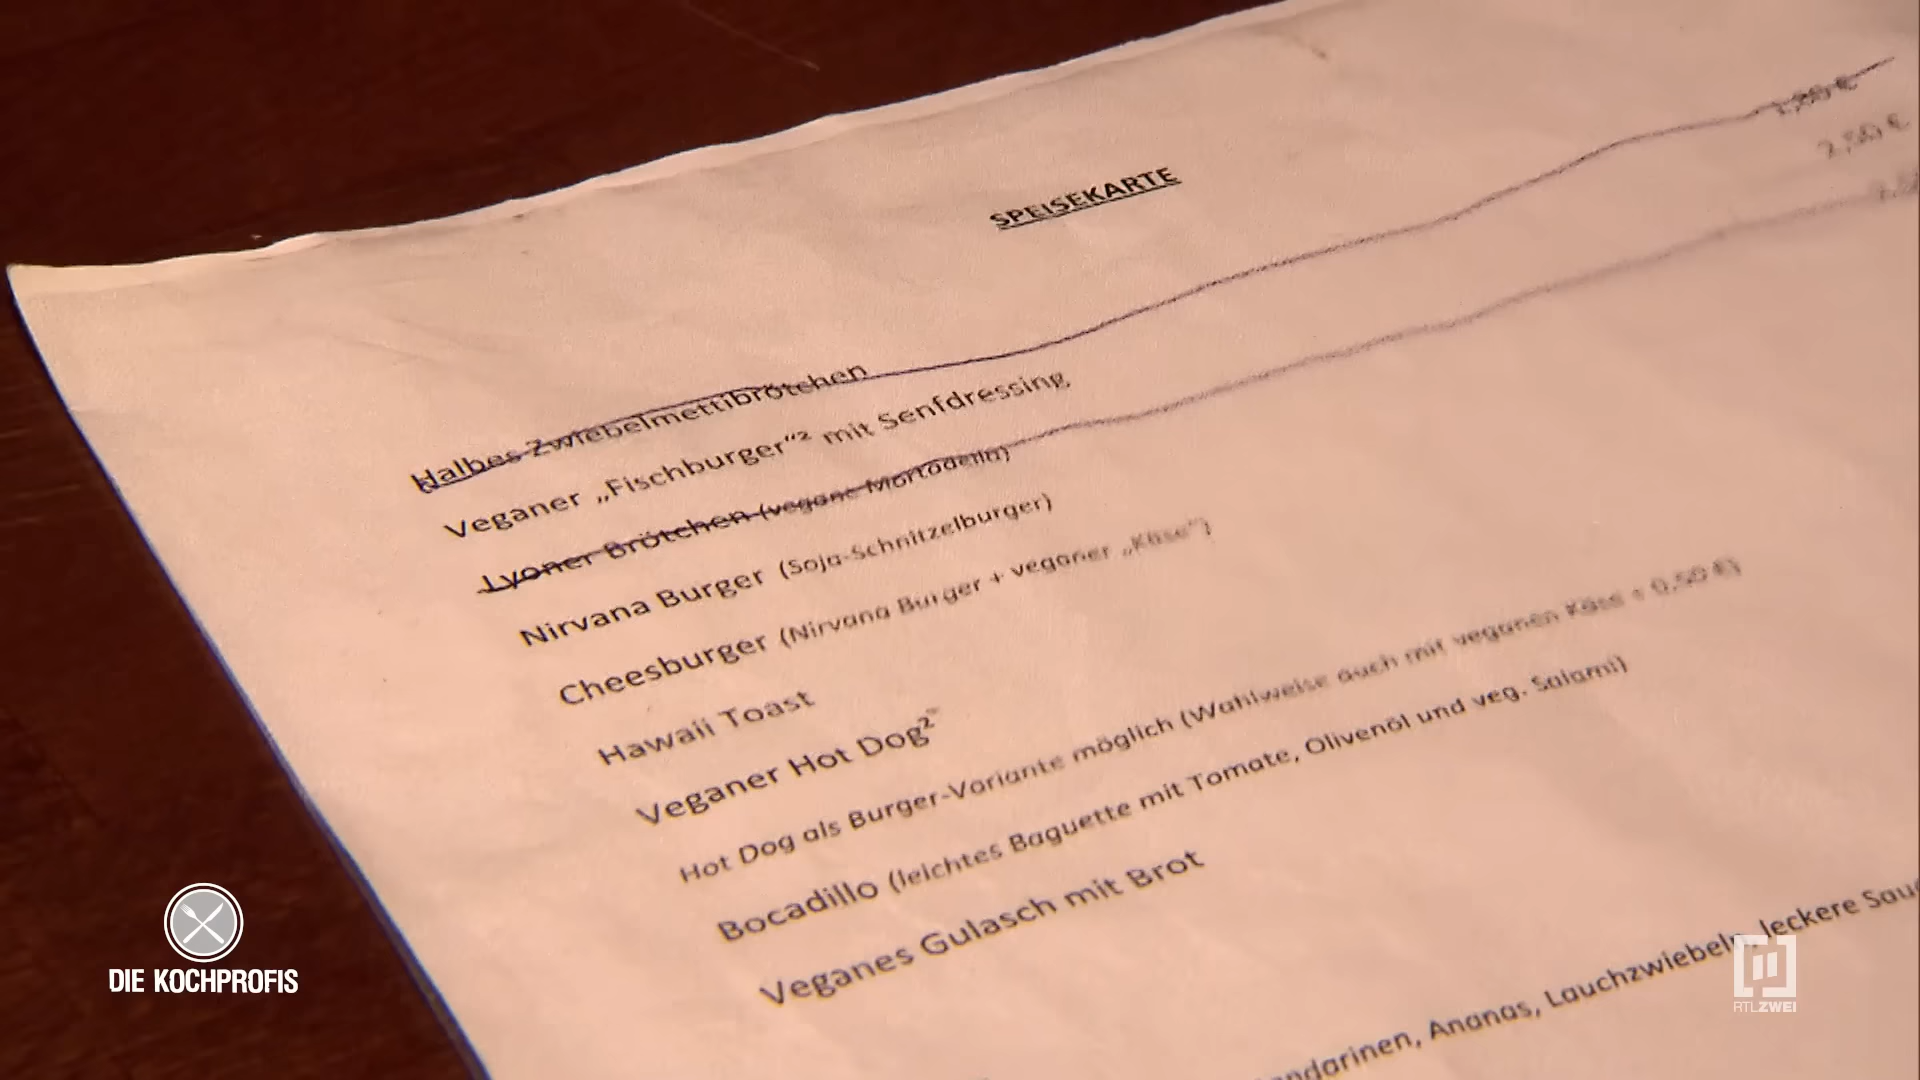 SPEISEKARTE
Halbes Zwiebelmettibrötchen
Veganer „Fischburger“² mit Senfdressing 2,50 €
Lyoner Brötchen (vegane Mortadella)
Nirvana Burger (Soja-Schnitzelburger)
Cheesburger (Nirvana Burger + veganer „Käse“)
Hawaii Toast
Veganer Hot Dog²
Hot Dog als Burger-Variante möglich (Wahlweise auch mit veganen Käse + 0,50 €)
Bocadillo (leichtes Baguette mit Tomate, Olivenöl und veg. Salami)
Veganes Gulasch mit Brot
Ananas, Lauchzwiebeln, leckere
DIE KOCHPROFIS
RTLZWEI